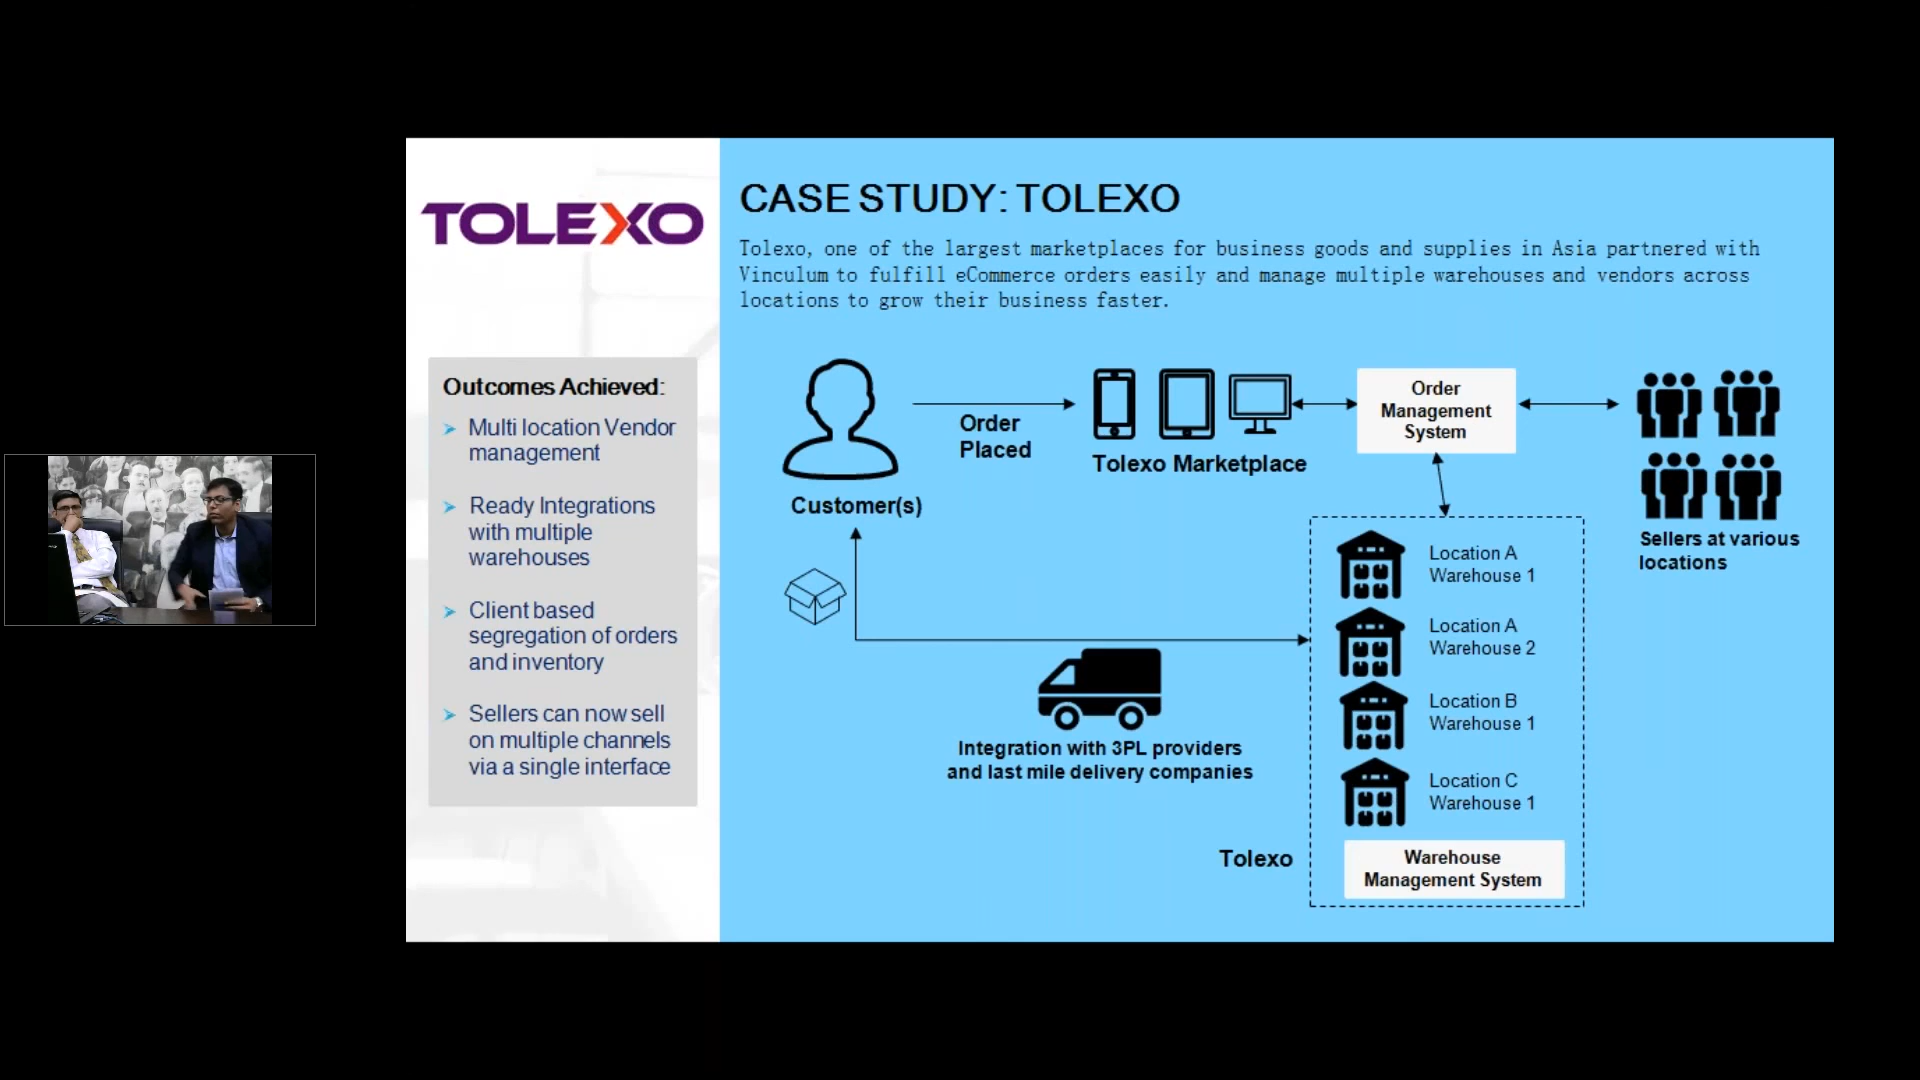 TOLEXO
Outcomes Achieved:
Multi location Vendor
management
Ready Integrations
with multiple
warehouses
Client based
segregation of orders
and inventory
Sellers can now sell
on multiple channels
via a single interface
CASE STUDY: TOLEXO
Tolexo, one of the largest marketplaces for business goods and supplies in Asia partnered with
Vinculum to fulfill eCommerce orders easily and manage multiple warehouses and vendors across
locations to grow their business faster.
Customer(s)
Order
Placed
Tolexo Marketplace
Order
Management
System
Sellers at various
locations
Location A
Warehouse 1
Location A
Warehouse 2
Location B
Warehouse 1
Location C
Warehouse 1
Integration with 3PL providers
and last mile delivery companies
Tolexo
Warehouse
Management System